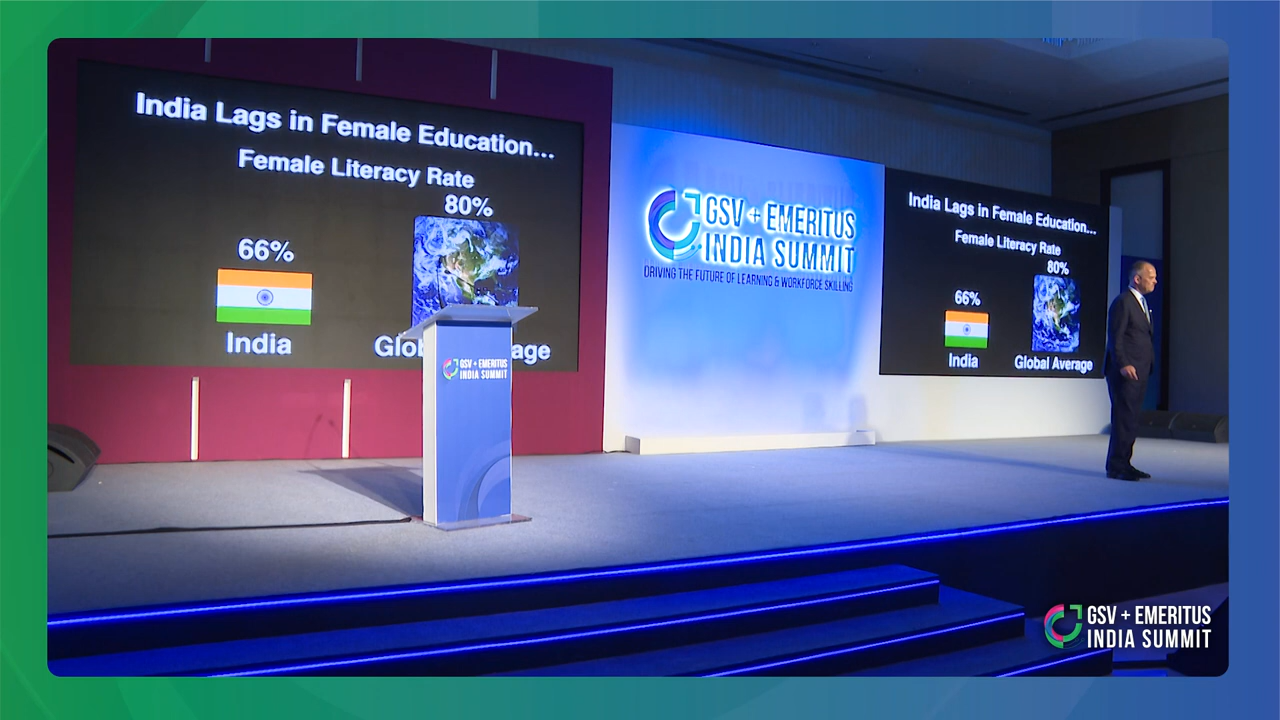 India Lags in Female Education...
Female Literacy Rate
80%
66%
India
Glo age
GSV + EMERITUS
INDIA SUMMIT
GSV + EMERITUS
INDIA SUMMIT
DRIVING THE FUTURE OF LEARNING & WORKFORCE SKILLING
India Lags in Female Education...
Female Literacy Rate
80%
66%
India
Global Average
GSV + EMERITUS
INDIA SUMMIT